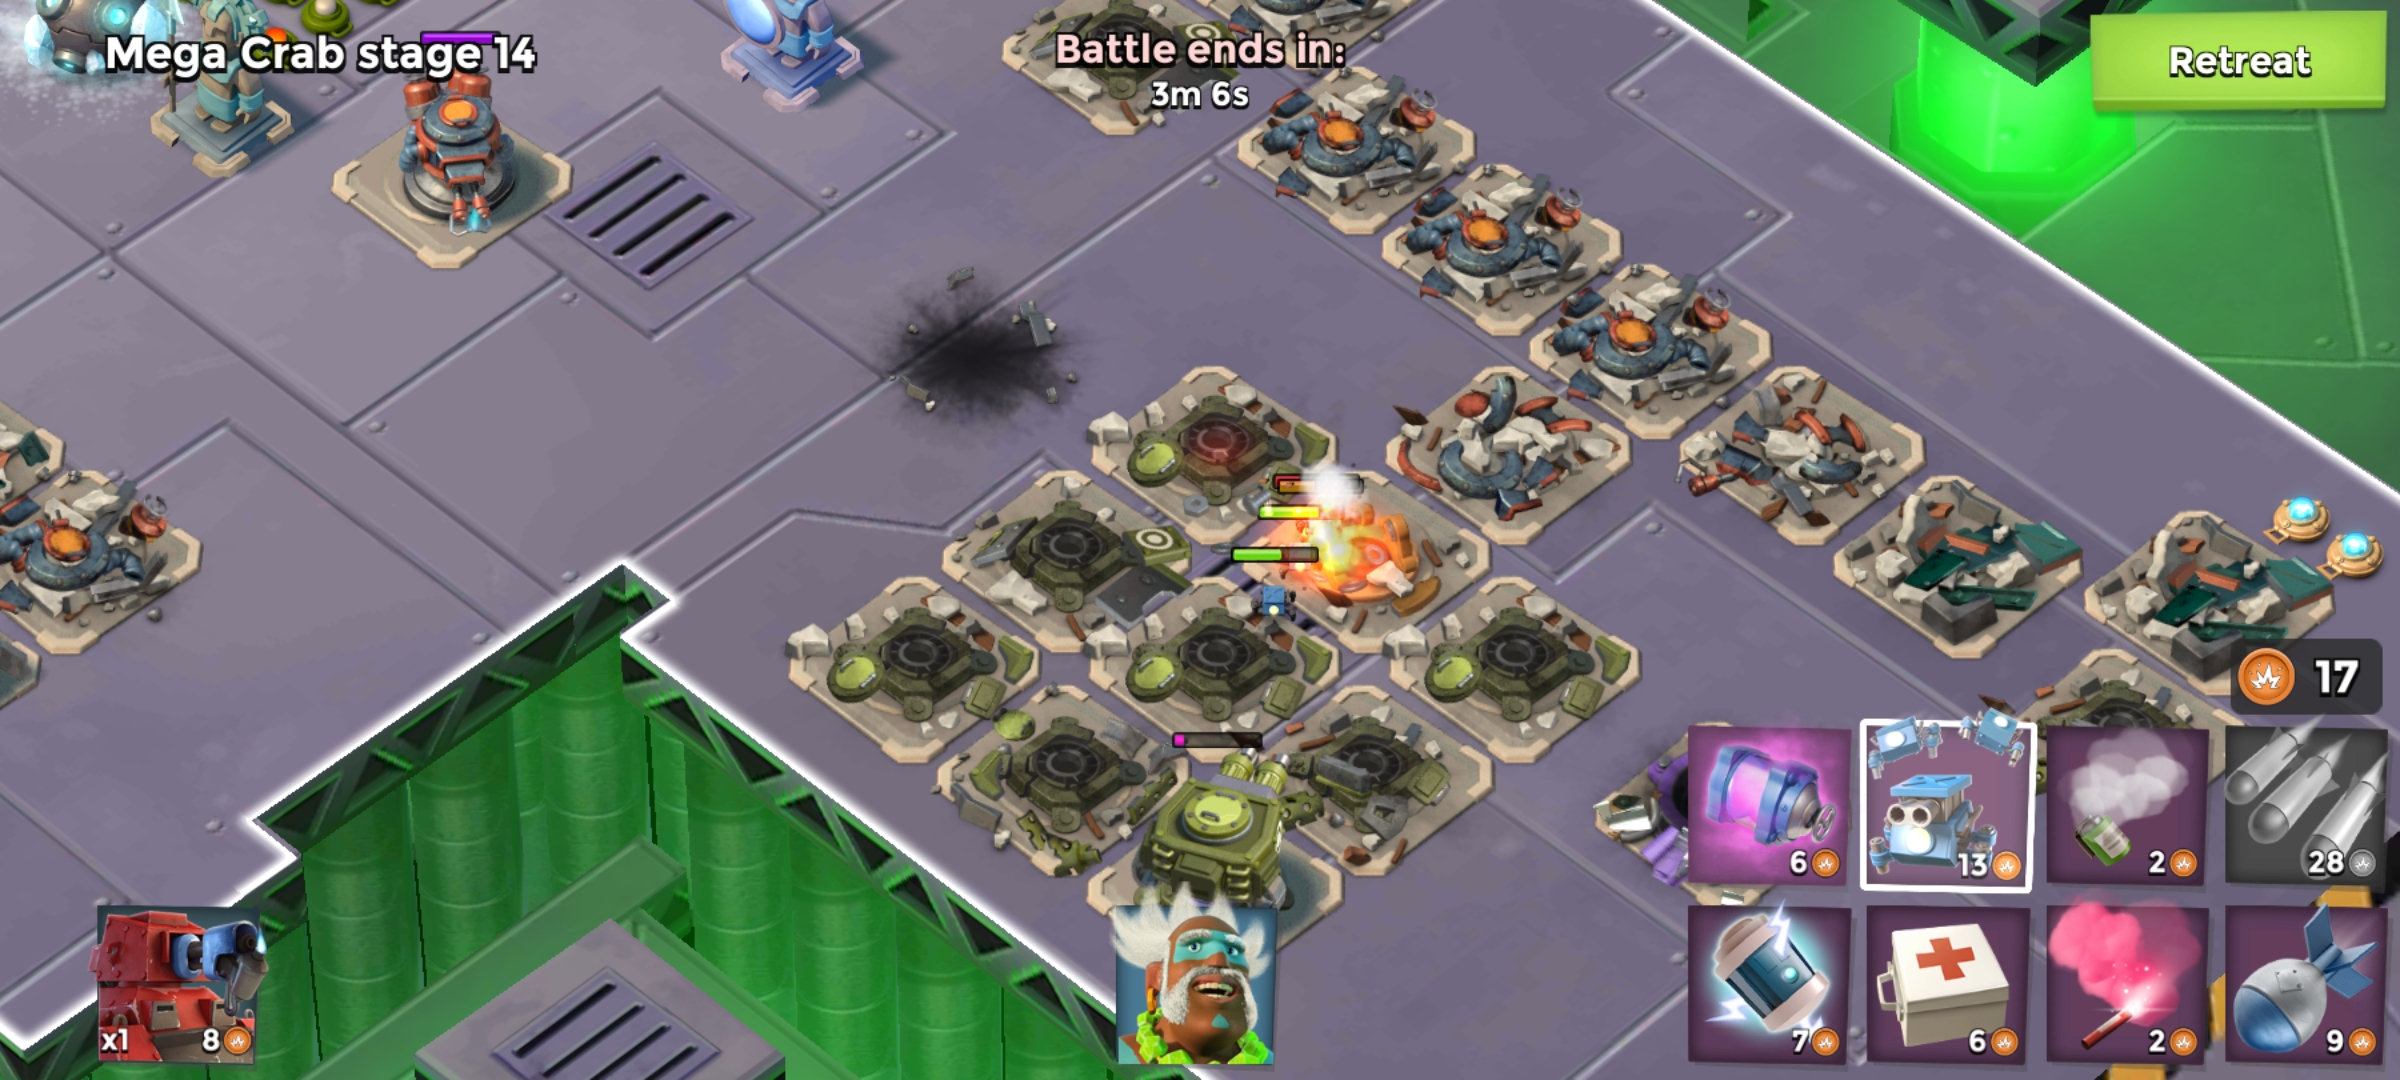 Mega Crab stage 14
Battle ends in:
3m 6s
Retreat
17
6
13
2
28
7
6
2
9
x1
8